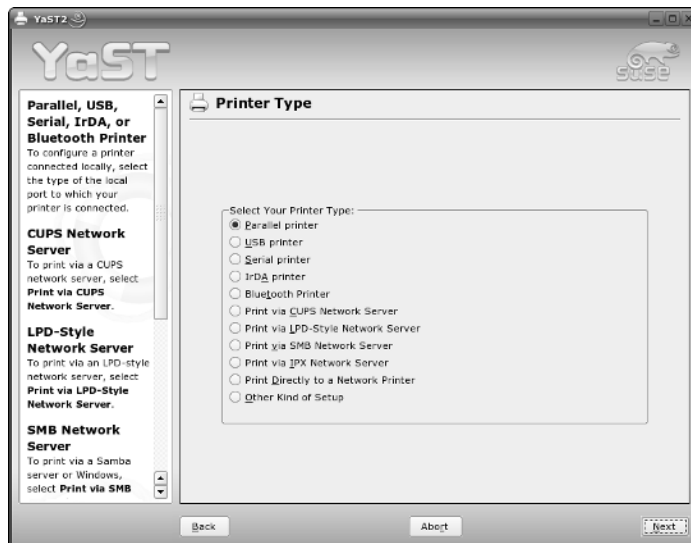 YaST2
YaST
SUSE
Parallel, USB,
Serial, IrDA, or
Bluetooth Printer
To configure a printer
connected locally, select
the type of the local
port to which your
printer is connected.
CUPS Network
Server
To print via a CUPS
network server, select
Print via CUPS
Network Server.
LPD-Style
Network Server
To print via an LPD-style
network server, select
Print via LPD-Style
Network Server.
SMB Network
Server
To print via a Samba
server or Windows,
select Print via SMB
Printer Type
Select Your Printer Type:
Parallel printer
USB printer
Serial printer
IrDA printer
Bluetooth Printer
Print via CUPS Network Server
Print via LPD-Style Network Server
Print via SMB Network Server
Print via IPX Network Server
Print Directly to a Network Printer
Other Kind of Setup
Back
Abort
Next